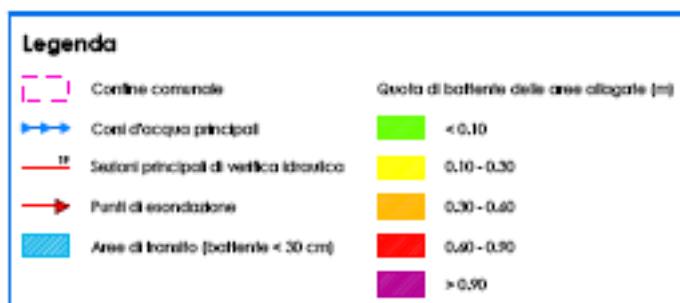 Legenda
Confine comunale
Corsi d'acqua principali
Sezioni principali di verifica idraulica
Punti di esondazione
Aree di transito (battente < 30 cm)
Quota di battente delle aree allagate (m)
< 0.10
0.10 - 0.30
0.30 - 0.60
0.60 - 0.90
> 0.90